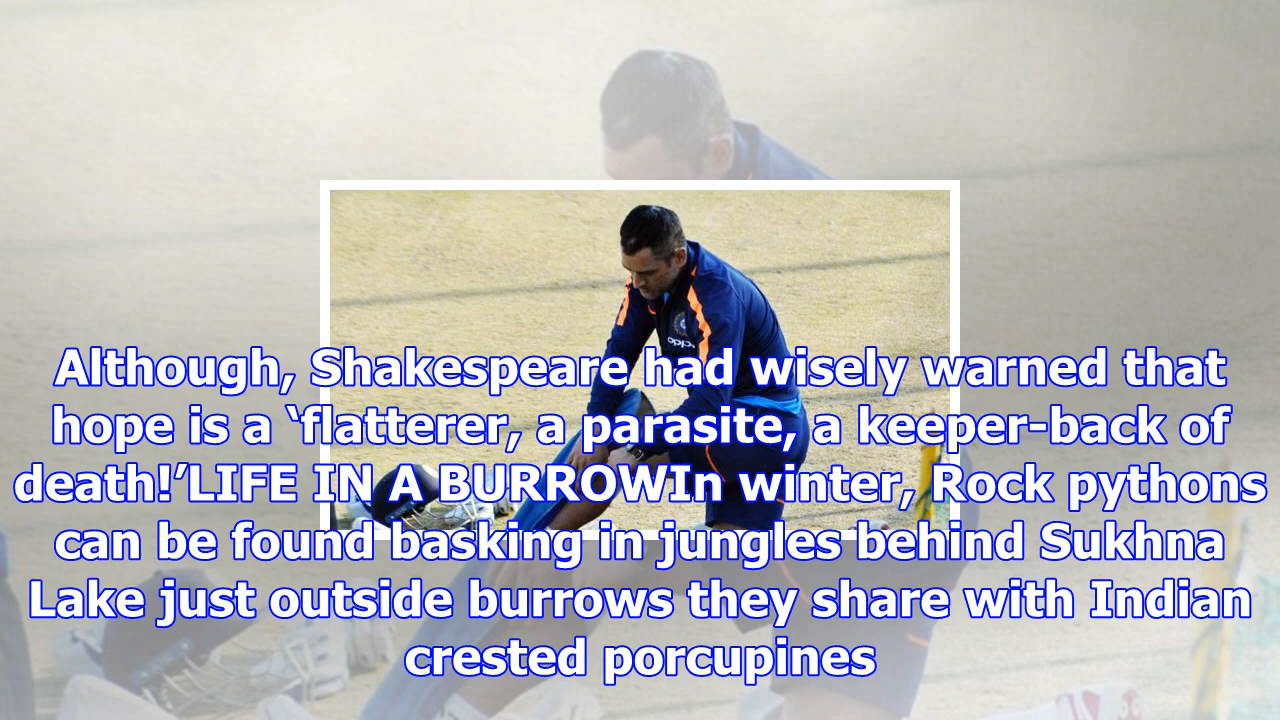 oppo
Although, Shakespeare had wisely warned that
hope is a ‘flatterer, a parasite, a keeper-back of
death!’LIFE IN A BURROWIn winter, Rock pythons
can be found basking in jungles behind Sukhna
Lake just outside burrows they share with Indian
crested porcupines